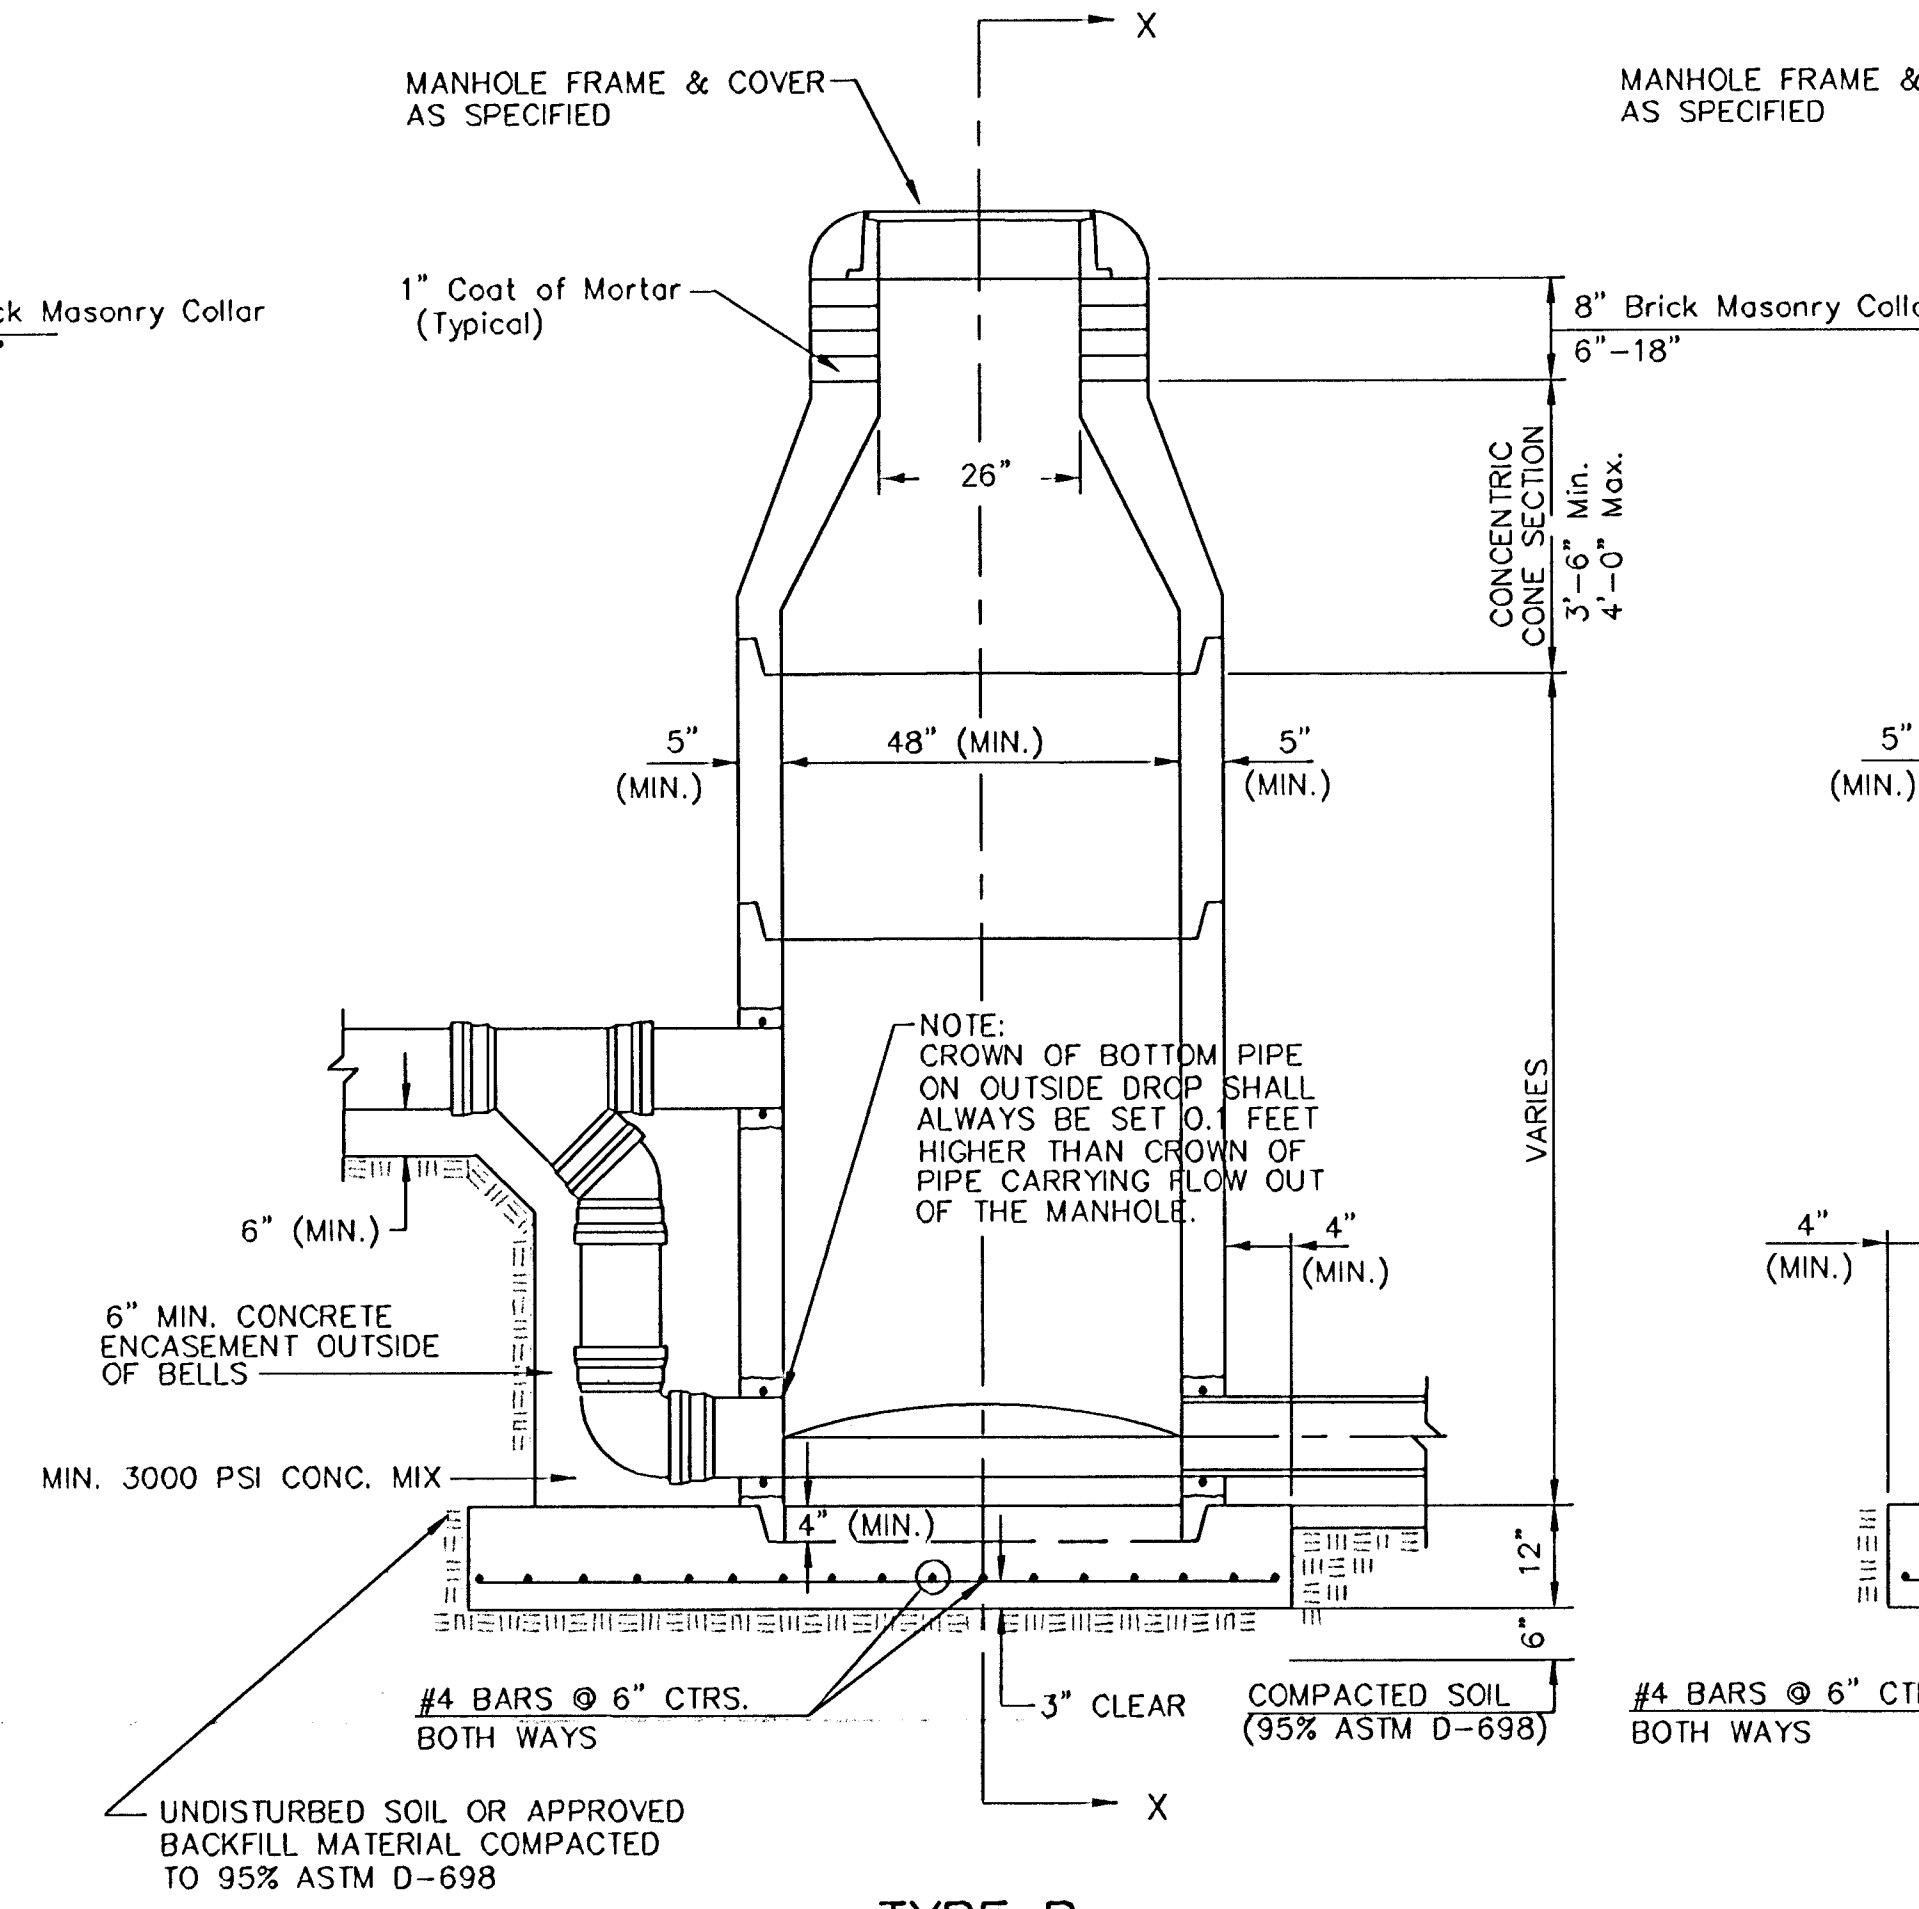 X
MANHOLE FRAME & COVER
AS SPECIFIED
MANHOLE FRAME &
AS SPECIFIED
1" Coat of Mortar
(Typical)
ck Masonry Collar
8" Brick Masonry Colla
6"-18"
26"
CONCENTRIC
CONE SECTION
3'-6" Min.
4'-0" Max.
5"
(MIN.)
48" (MIN.)
5"
(MIN.)
5"
(MIN.)
NOTE:
CROWN OF BOTTOM PIPE
ON OUTSIDE DROP SHALL
ALWAYS BE SET 0.1 FEET
HIGHER THAN CROWN OF
PIPE CARRYING FLOW OUT
OF THE MANHOLE.
VARIES
6" (MIN.)
4"
(MIN.)
4"
(MIN.)
6" MIN. CONCRETE
ENCASEMENT OUTSIDE
OF BELLS
MIN. 3000 PSI CONC. MIX
4" (MIN.)
12"
6"
#4 BARS @ 6" CTRS.
BOTH WAYS
3" CLEAR
COMPACTED SOIL
(95% ASTM D-698)
#4 BARS @ 6" CT
BOTH WAYS
X
UNDISTURBED SOIL OR APPROVED
BACKFILL MATERIAL COMPACTED
TO 95% ASTM D-698
TYPE